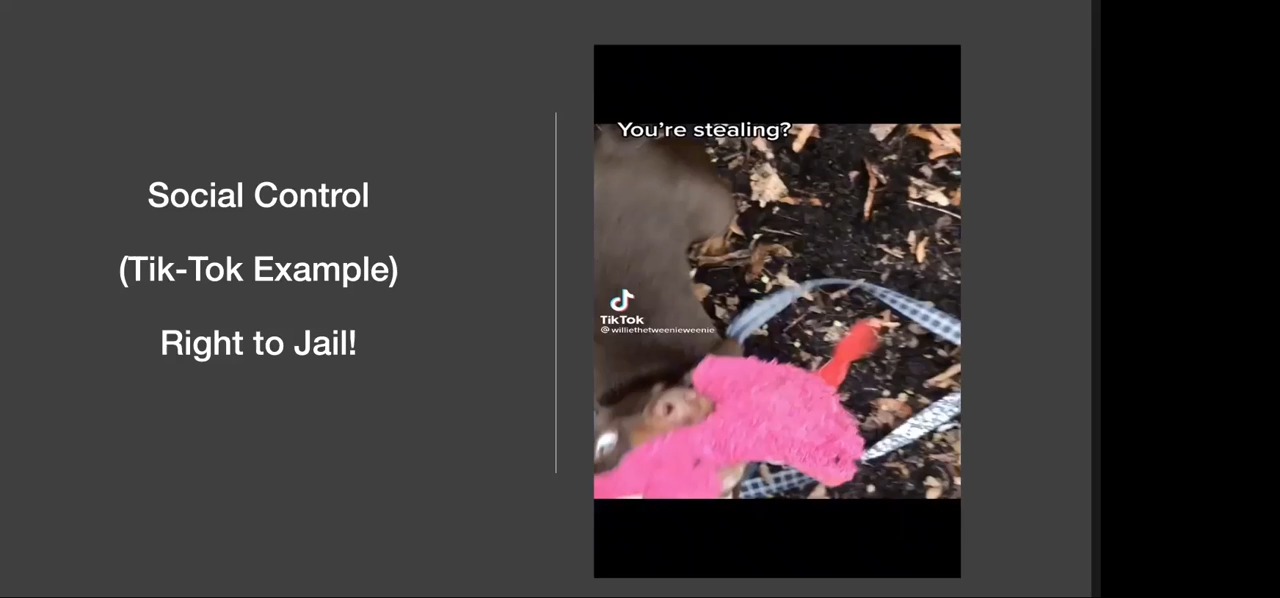 Social Control
(Tik-Tok Example)
Right to Jail!
You're stealing?
TikTok
@ williethetweenieweenie